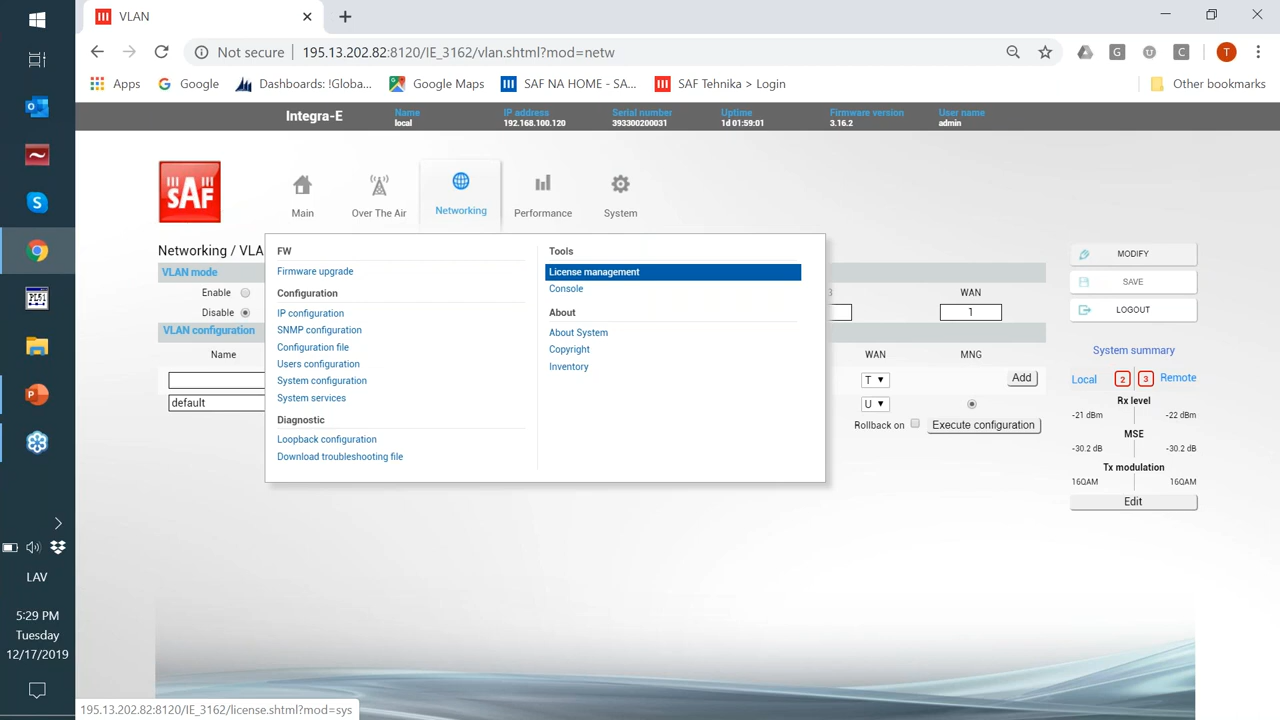 VLAN
Not secure 195.13.202.82:8120/IE_3162/vlan.shtml?mod=netw
G C T
Apps Google Dashboards: !Globa... Google Maps SAF NA HOME - SA... SAF Tehnika > Login Other bookmarks
Integra-E Name IP address Serial number Uptime Firmware version User name
local 192.168.100.120 393300200031 1d 01:59:01 3.16.2 admin
SAF
Main Over The Air Networking Performance System
Networking / VLA
VLAN mode
Enable
Disable
VLAN configuration
Name
default
FW
Firmware upgrade
Configuration
IP configuration
SNMP configuration
Configuration file
Users configuration
System configuration
System services
Diagnostic
Loopback configuration
Download troubleshooting file
Tools
License management
Console
About
About System
Copyright
Inventory
3 WAN
1
WAN MNG
T Add
U
Rollback on Execute configuration
MODIFY
SAVE
LOGOUT
System summary
Local 2 3 Remote
Rx level
-21 dBm -22 dBm
MSE
-30.2 dB -30.2 dB
Tx modulation
16QAM 16QAM
Edit
LAV
5:29 PM
Tuesday
12/17/2019
195.13.202.82:8120/IE_3162/license.shtml?mod=sys